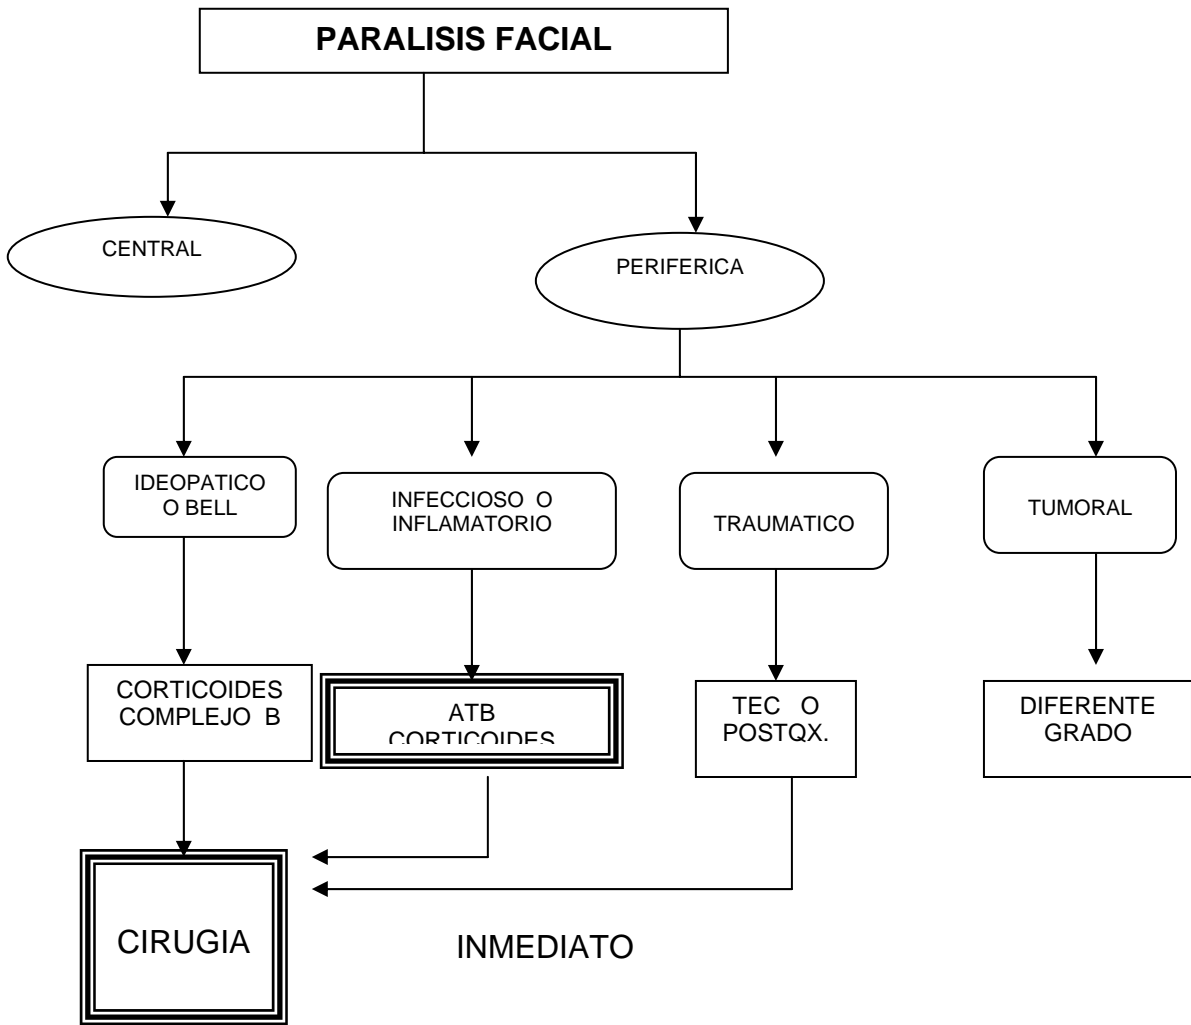 PARALISIS FACIAL
CENTRAL
PERIFERICA
IDEOPATICO
O BELL
INFECCIOSO O
INFLAMATORIO
TRAUMATICO
TUMORAL
CORTICOIDES
COMPLEJO B
ATB
CORTICOIDES
TEC O
POSTQX.
DIFERENTE
GRADO
CIRUGIA
INMEDIATO